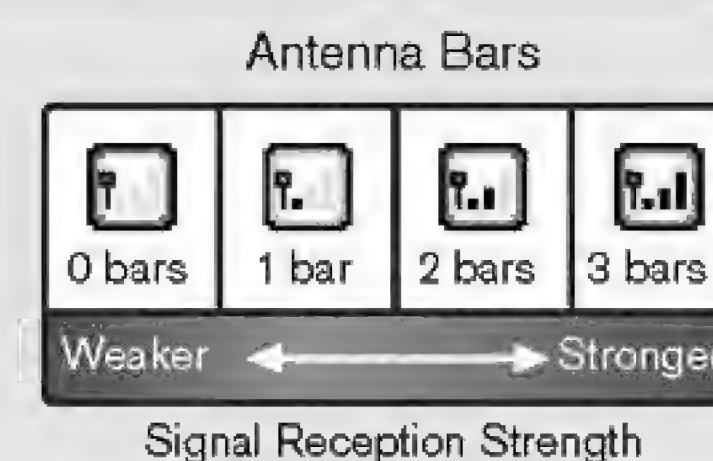 Antenna Bars
0 bars 1 bar 2 bars 3 bars
Weaker Stronge
Signal Reception Strength